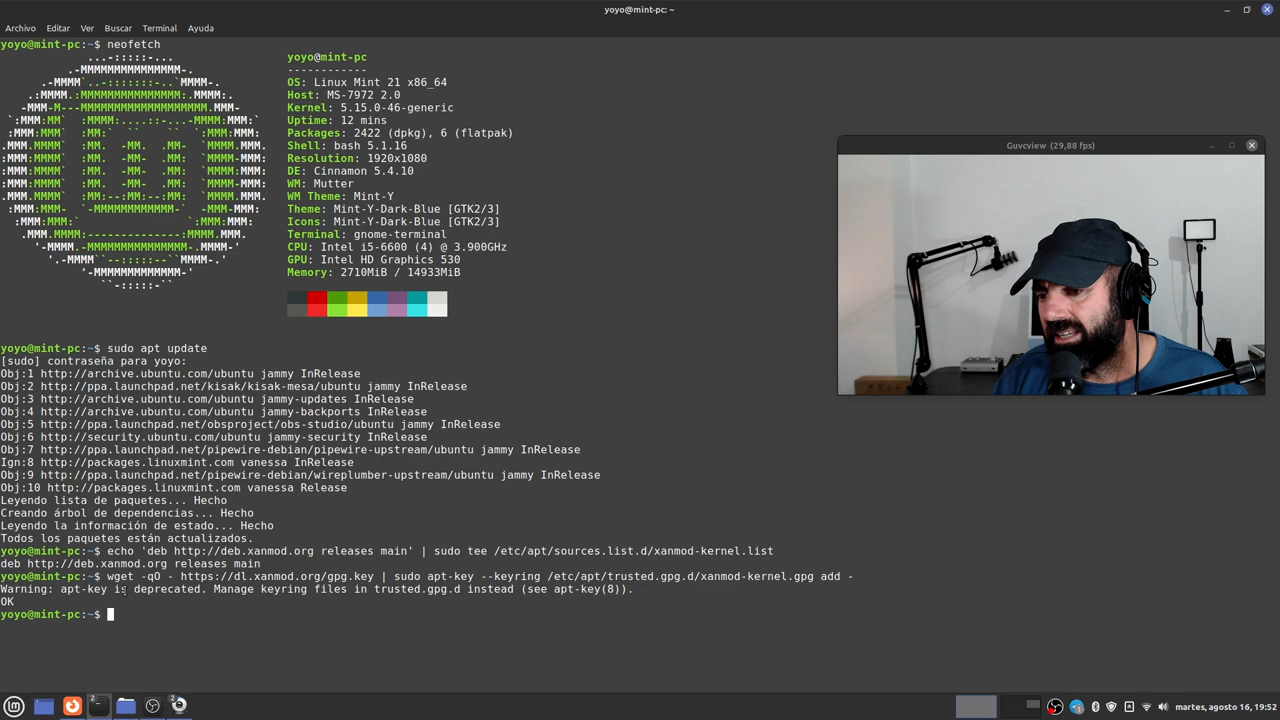 yoyo@mint-pc: ~
Archivo Editar Ver Buscar Terminal Ayuda
yoyo@mint-pc:~$ neofetch
yoyo@mint-pc
------------
OS: Linux Mint 21 x86_64
Host: MS-7972 2.0
Kernel: 5.15.0-46-generic
Uptime: 12 mins
Packages: 2422 (dpkg), 6 (flatpak)
Shell: bash 5.1.16
Resolution: 1920x1080
DE: Cinnamon 5.4.10
WM: Mutter
WM Theme: Mint-Y
Theme: Mint-Y-Dark-Blue [GTK2/3]
Icons: Mint-Y-Dark-Blue [GTK2/3]
Terminal: gnome-terminal
CPU: Intel i5-6600 (4) @ 3.900GHz
GPU: Intel HD Graphics 530
Memory: 2710MiB / 14933MiB
Guvcview (29,88 fps)
yoyo@mint-pc:~$ sudo apt update
[sudo] contraseña para yoyo:
Obj:1 http://archive.ubuntu.com/ubuntu jammy InRelease
Obj:2 http://ppa.launchpad.net/kisak/kisak-mesa/ubuntu jammy InRelease
Obj:3 http://archive.ubuntu.com/ubuntu jammy-updates InRelease
Obj:4 http://archive.ubuntu.com/ubuntu jammy-backports InRelease
Obj:5 http://ppa.launchpad.net/obsproject/obs-studio/ubuntu jammy InRelease
Obj:6 http://security.ubuntu.com/ubuntu jammy-security InRelease
Obj:7 http://ppa.launchpad.net/pipewire-debian/pipewire-upstream/ubuntu jammy InRelease
Ign:8 http://packages.linuxmint.com vanessa InRelease
Obj:9 http://ppa.launchpad.net/pipewire-debian/wireplumber-upstream/ubuntu jammy InRelease
Obj:10 http://packages.linuxmint.com vanessa Release
Leyendo lista de paquetes... Hecho
Creando árbol de dependencias... Hecho
Leyendo la información de estado... Hecho
Todos los paquetes están actualizados.
yoyo@mint-pc:~$ echo 'deb http://deb.xanmod.org releases main' | sudo tee /etc/apt/sources.list.d/xanmod-kernel.list
deb http://deb.xanmod.org releases main
yoyo@mint-pc:~$ wget -qO - https://dl.xanmod.org/gpg.key | sudo apt-key --keyring /etc/apt/trusted.gpg.d/xanmod-kernel.gpg add -
Warning: apt-key is deprecated. Manage keyring files in trusted.gpg.d instead (see apt-key(8)).
OK
yoyo@mint-pc:~$
martes, agosto 16, 19:52